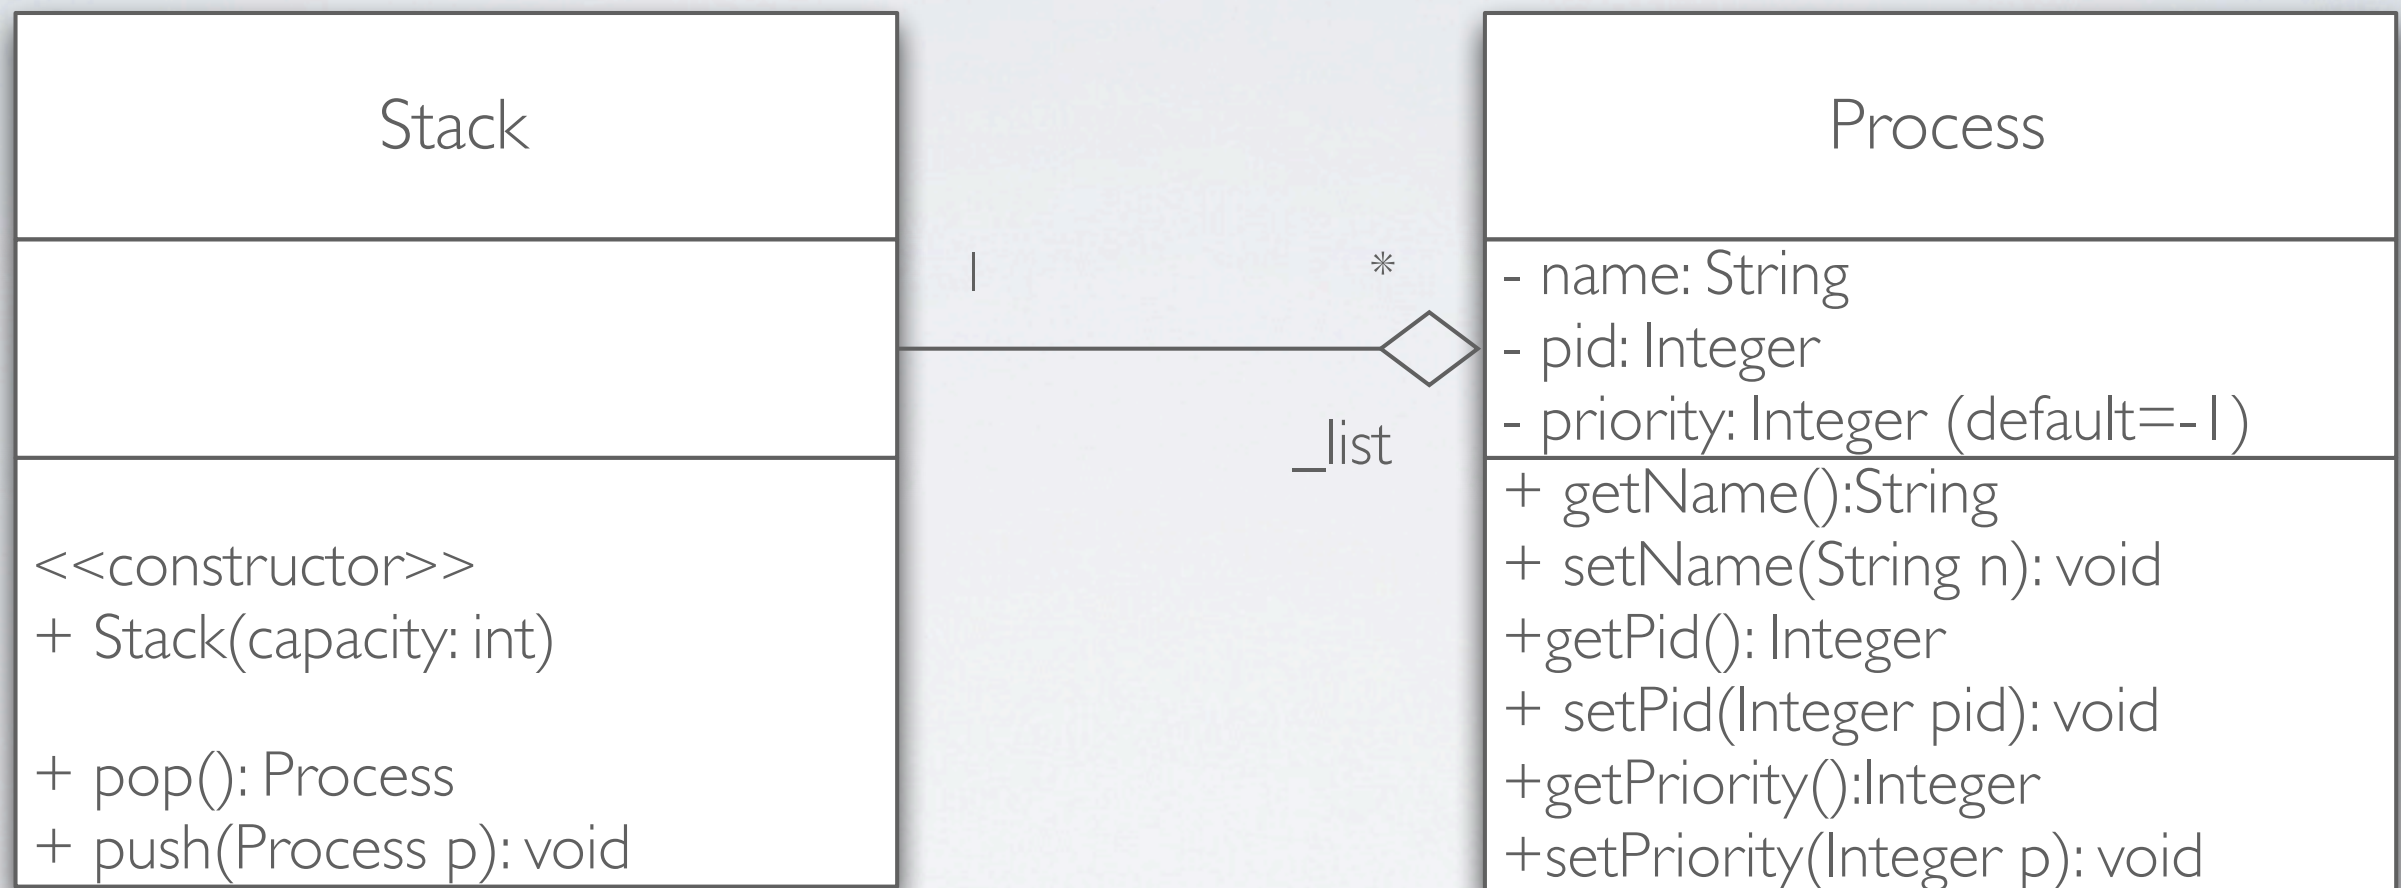 Stack
<<constructor>>
+ Stack(capacity: int)
+ pop(): Process
+ push(Process p): void
1
*
_list
Process
- name: String
- pid: Integer
- priority: Integer (default=-1)
+ getName():String
+ setName(String n): void
+getPid(): Integer
+ setPid(Integer pid): void
+getPriority():Integer
+setPriority(Integer p): void